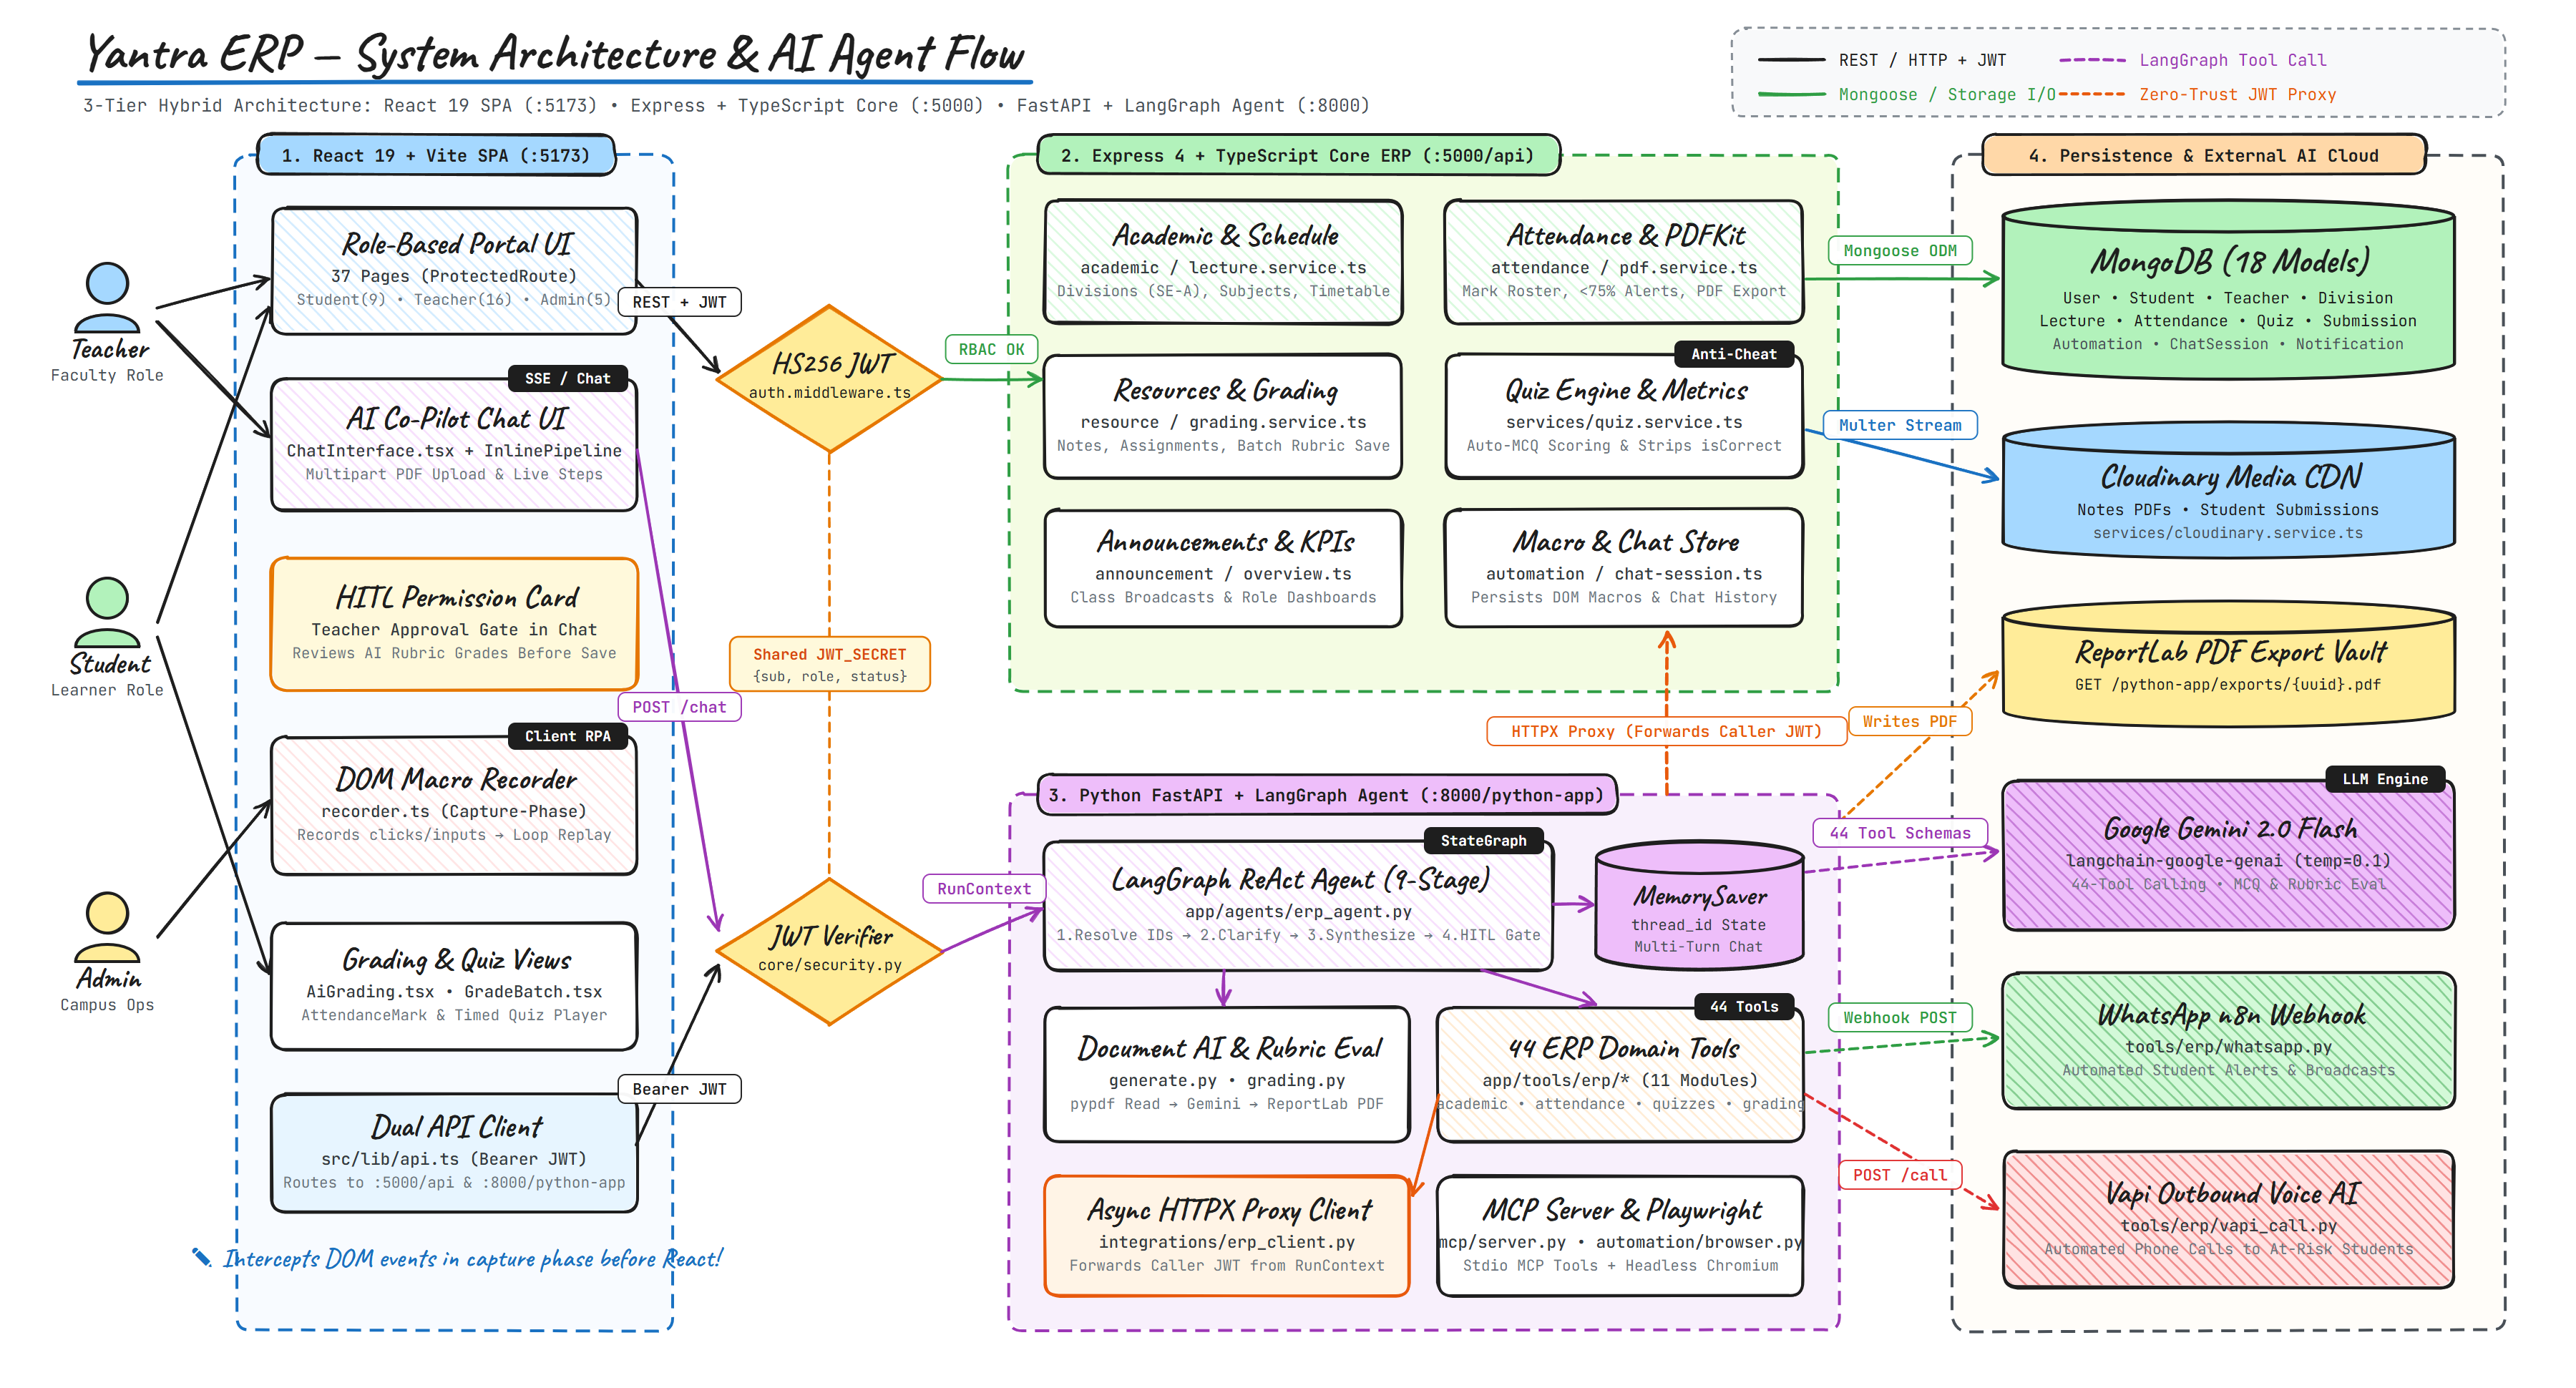 Yantra ERP — System Architecture & AI Agent Flow
3-Tier Hybrid Architecture: React 19 SPA (:5173) • Express + TypeScript Core (:5000) • FastAPI + LangGraph Agent (:8000)
REST / HTTP + JWT
LangGraph Tool Call
Mongoose / Storage I/O
Zero-Trust JWT Proxy
Teacher
Faculty Role
Student
Learner Role
Admin
Campus Ops
1. React 19 + Vite SPA (:5173)
Role-Based Portal UI
37 Pages (ProtectedRoute)
Student(9) • Teacher(16) • Admin(5)
SSE / Chat
AI Co-Pilot Chat UI
ChatInterface.tsx + InlinePipeline
Multipart PDF Upload & Live Steps
HITL Permission Card
Teacher Approval Gate in Chat
Reviews AI Rubric Grades Before Save
Client RPA
DOM Macro Recorder
recorder.ts (Capture-Phase)
Records clicks/inputs → Loop Replay
Grading & Quiz Views
AiGrading.tsx • GradeBatch.tsx
AttendanceMark & Timed Quiz Player
Dual API Client
src/lib/api.ts (Bearer JWT)
Routes to :5000/api & :8000/python-app
✏ Intercepts DOM events in capture phase before React!
REST + JWT
POST /chat
Bearer JWT
HS256 JWT
auth.middleware.ts
Shared JWT_SECRET
{sub, role, status}
JWT Verifier
core/security.py
RBAC OK
RunContext
2. Express 4 + TypeScript Core ERP (:5000/api)
Academic & Schedule
academic / lecture.service.ts
Divisions (SE-A), Subjects, Timetable
Attendance & PDFKit
attendance / pdf.service.ts
Mark Roster, <75% Alerts, PDF Export
Resources & Grading
resource / grading.service.ts
Notes, Assignments, Batch Rubric Save
Anti-Cheat
Quiz Engine & Metrics
services/quiz.service.ts
Auto-MCQ Scoring & Strips isCorrect
Announcements & KPIs
announcement / overview.ts
Class Broadcasts & Role Dashboards
Macro & Chat Store
automation / chat-session.ts
Persists DOM Macros & Chat History
HTTPX Proxy (Forwards Caller JWT)
3. Python FastAPI + LangGraph Agent (:8000/python-app)
StateGraph
LangGraph ReAct Agent (9-Stage)
app/agents/erp_agent.py
1.Resolve IDs → 2.Clarify → 3.Synthesize → 4.HITL Gate
MemorySaver
thread_id State
Multi-Turn Chat
Document AI & Rubric Eval
generate.py • grading.py
pypdf Read → Gemini → ReportLab PDF
44 Tools
44 ERP Domain Tools
app/tools/erp/* (11 Modules)
academic • attendance • quizzes • grading
Async HTTPX Proxy Client
integrations/erp_client.py
Forwards Caller JWT from RunContext
MCP Server & Playwright
mcp/server.py • automation/browser.py
Stdio MCP Tools + Headless Chromium
Mongoose ODM
Multer Stream
Writes PDF
44 Tool Schemas
Webhook POST
POST /call
4. Persistence & External AI Cloud
MongoDB (18 Models)
User • Student • Teacher • Division
Lecture • Attendance • Quiz • Submission
Automation • ChatSession • Notification
Cloudinary Media CDN
Notes PDFs • Student Submissions
services/cloudinary.service.ts
ReportLab PDF Export Vault
GET /python-app/exports/{uuid}.pdf
LLM Engine
Google Gemini 2.0 Flash
langchain-google-genai (temp=0.1)
44-Tool Calling • MCQ & Rubric Eval
WhatsApp n8n Webhook
tools/erp/whatsapp.py
Automated Student Alerts & Broadcasts
Vapi Outbound Voice AI
tools/erp/vapi_call.py
Automated Phone Calls to At-Risk Students